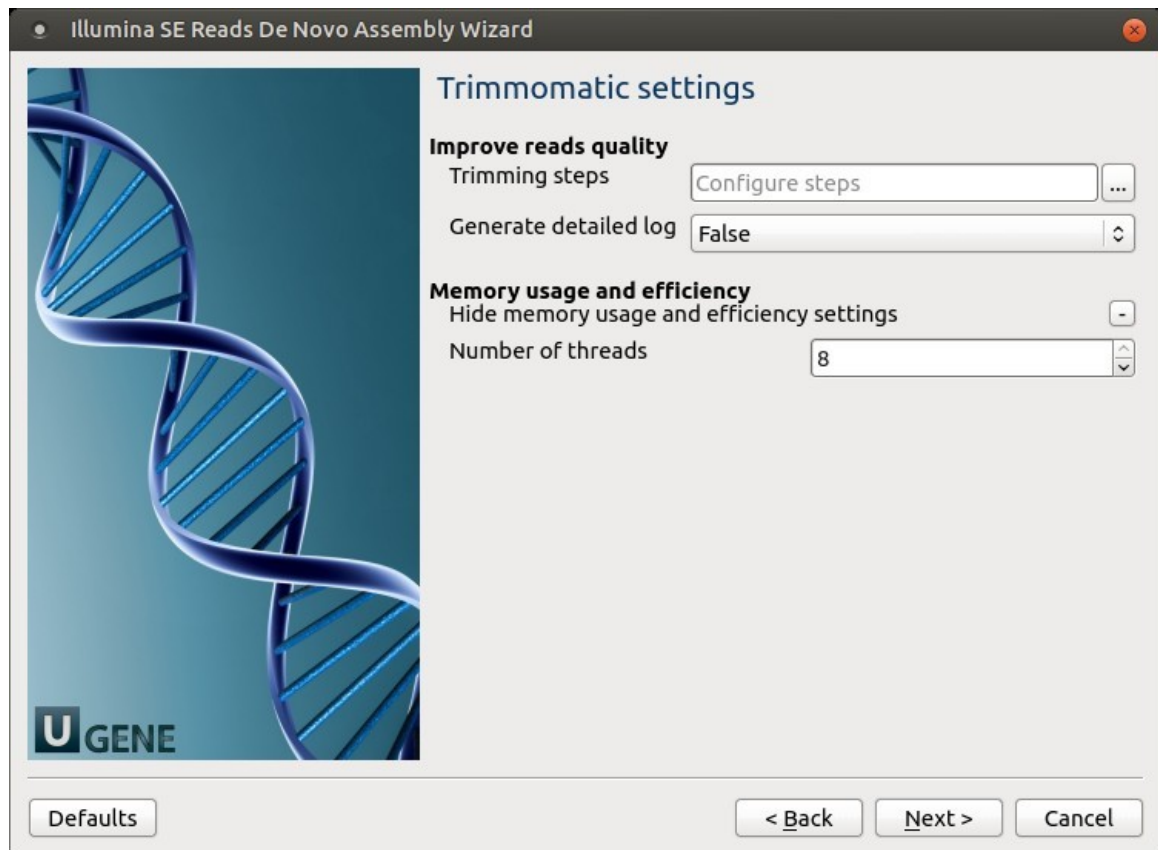 Illumina SE Reads De Novo Assembly Wizard
Trimmomatic settings
Improve reads quality
Trimming steps Configure steps ...
Generate detailed log False
Memory usage and efficiency
Hide memory usage and efficiency settings -
Number of threads 8
U GENE
Defaults < Back Next > Cancel